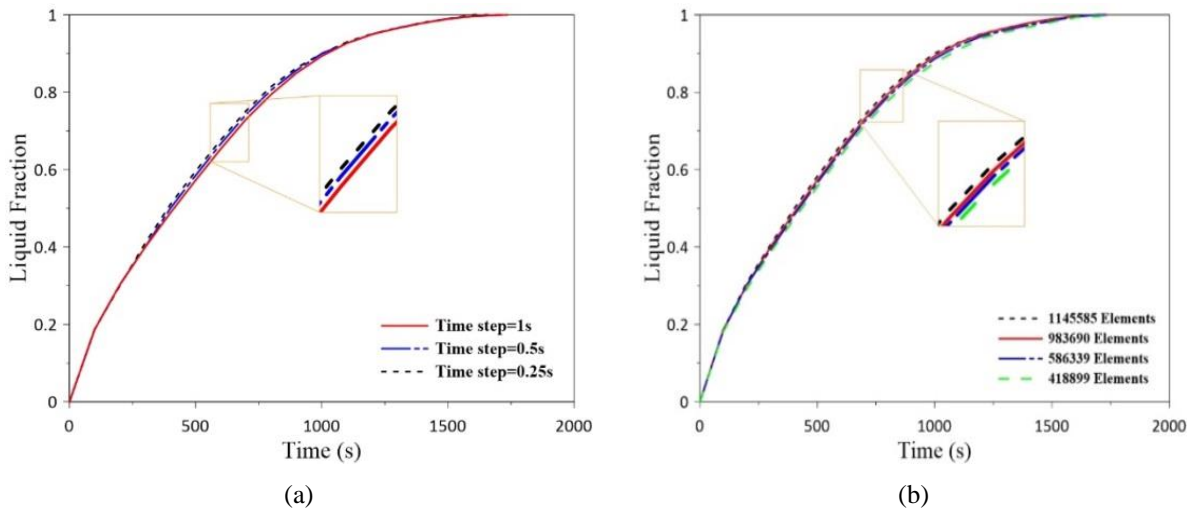 1
0.8
0.6
0.4
0.2
0
Liquid Fraction
0
500
1000
1500
2000
Time (s)
Time step=1s
Time step=0.5s
Time step=0.25s
(a)
1
0.8
0.6
0.4
0.2
0
Liquid Fraction
0
500
1000
1500
2000
Time (s)
1145585 Elements
983690 Elements
586339 Elements
418899 Elements
(b)